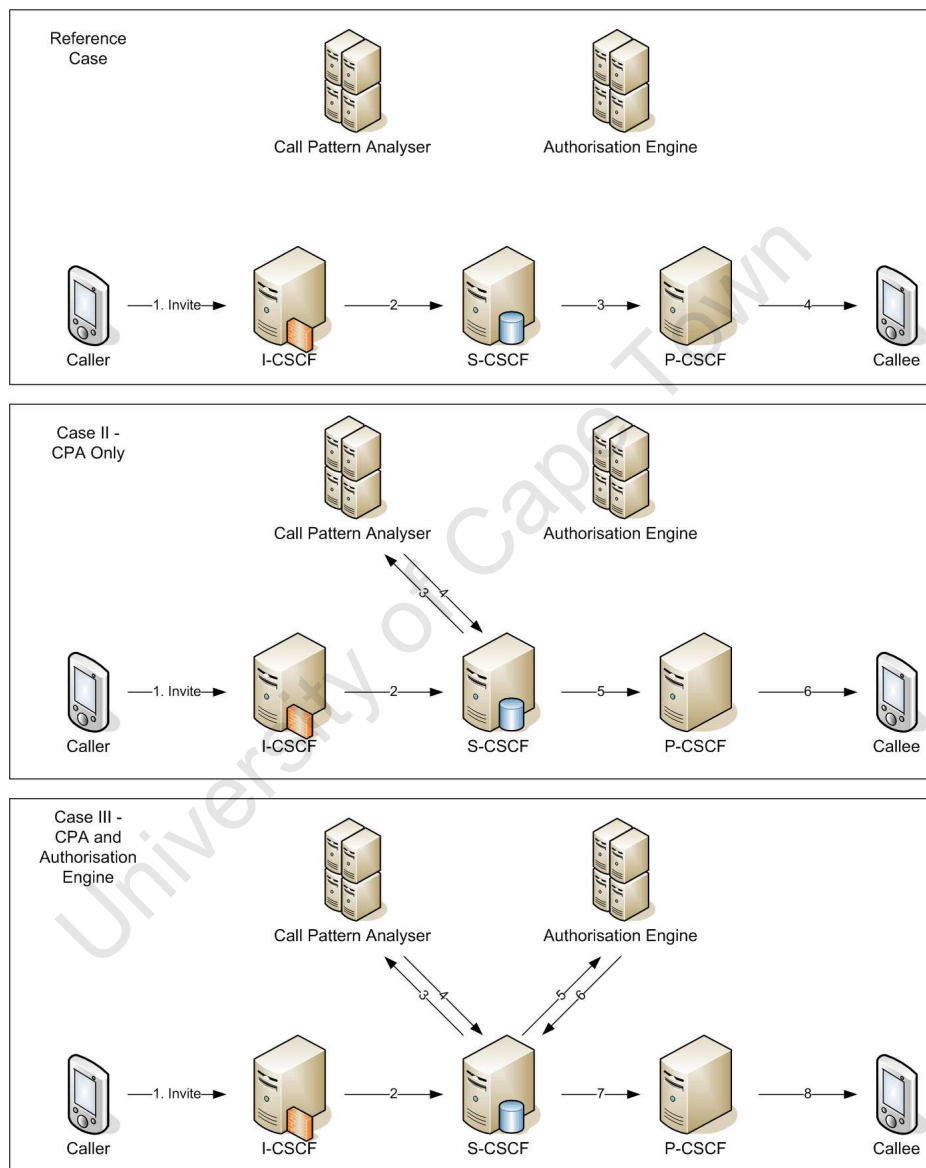 Reference
Case
Call Pattern Analyser
Authorisation Engine
1. Invite
2
3
4
Caller
I-CSCF
S-CSCF
P-CSCF
Callee
Case II -
CPA Only
Call Pattern Analyser
Authorisation Engine
3
4
1. Invite
2
5
6
Caller
I-CSCF
S-CSCF
P-CSCF
Callee
Case III -
CPA and
Authorisation
Engine
Call Pattern Analyser
Authorisation Engine
3
4
5
6
1. Invite
2
7
8
Caller
I-CSCF
S-CSCF
P-CSCF
Callee
University of Cape Town